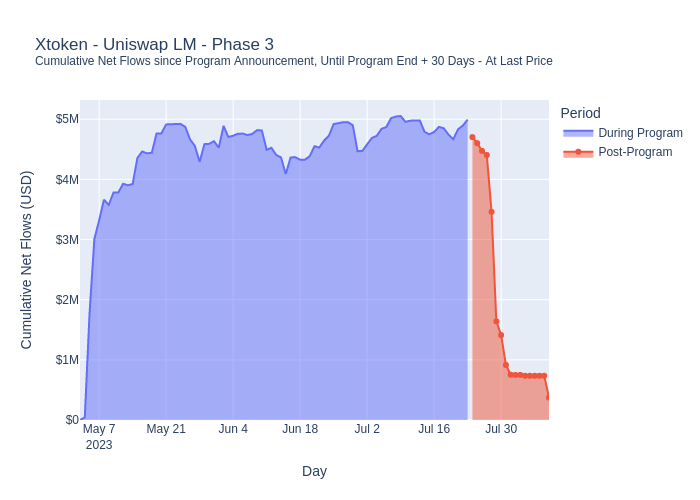 Xtoken - Uniswap LM - Phase 3
Cumulative Net Flows since Program Announcement, Until Program End + 30 Days - At Last Price
Period
During Program
Post-Program
Cumulative Net Flows (USD)
$5M
$4M
$3M
$2M
$1M
$0
May 7
2023
May 21
Jun 4
Jun 18
Jul 2
Jul 16
Jul 30
Day